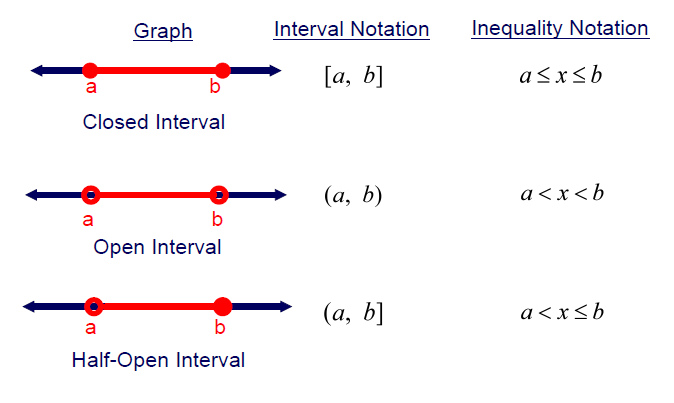 Graph Interval Notation Inequality Notation
[a, b] a ≤ x ≤ b
a b
Closed Interval
(a, b) a < x < b
a b
Open Interval
(a, b] a < x ≤ b
a b
Half-Open Interval